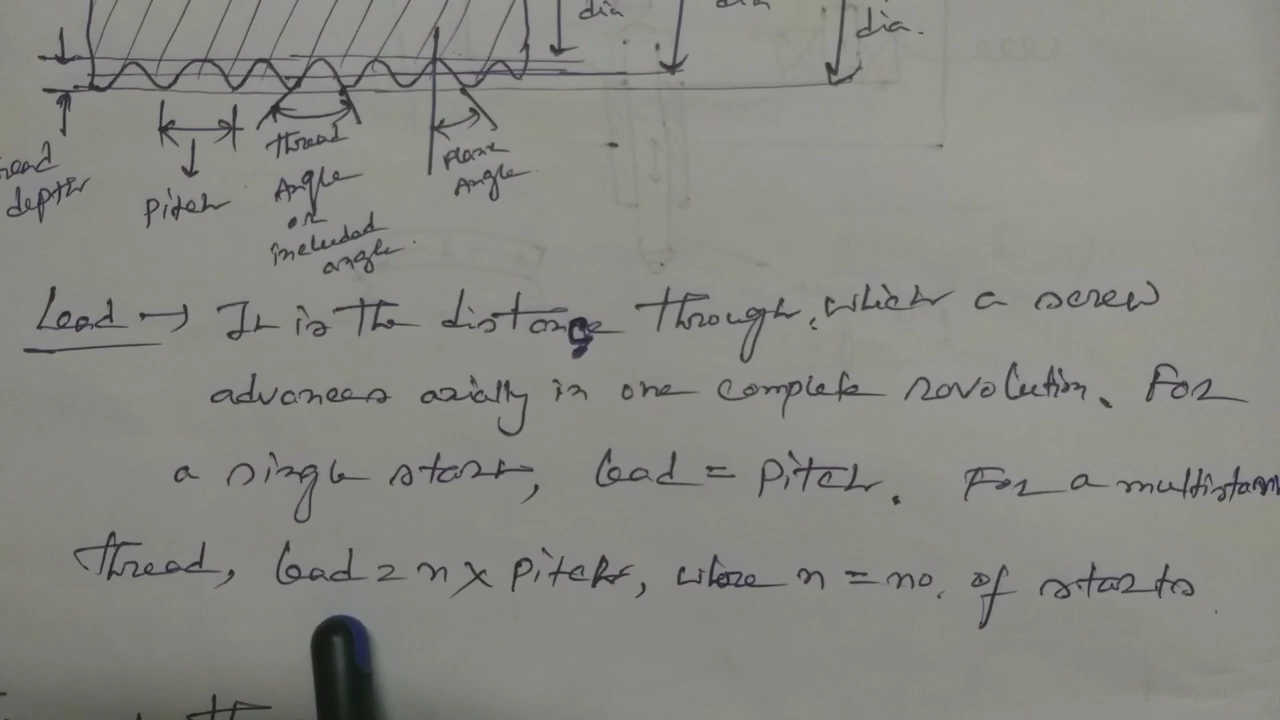 dia
dia
dia.
Thread
Angle
or
included
angle.
Flank
Angle
depth
Pitch
Lead → It is the distance through which a screw
advances axially in one complete revolution. For
a single start, lead = pitch. For a multistart
thread, lead = n x pitch, where n = no. of starts